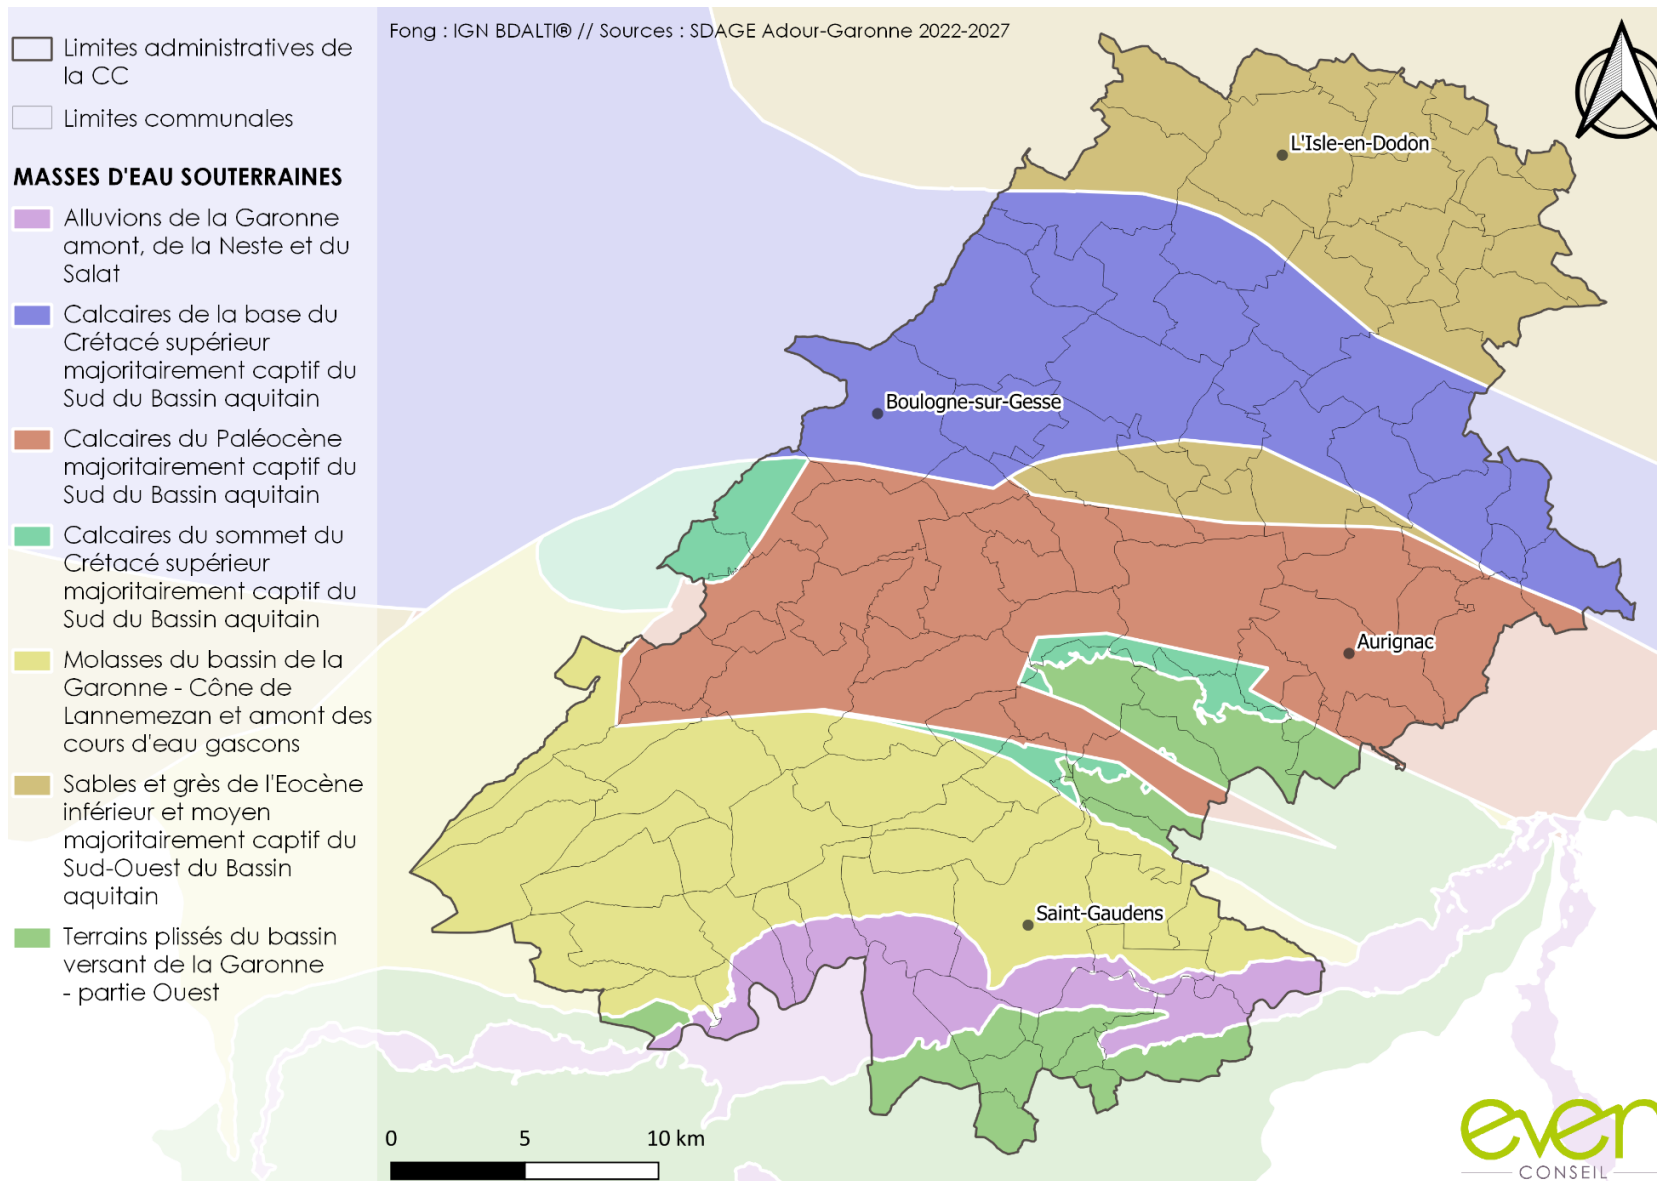 Fong : IGN BDALTI® // Sources : SDAGE Adour-Garonne 2022-2027
Limites administratives de
la CC
Limites communales
MASSES D'EAU SOUTERRAINES
Alluvions de la Garonne
amont, de la Neste et du
Salat
Calcaires de la base du
Crétacé supérieur
majoritairement captif du
Sud du Bassin aquitain
Calcaires du Paléocène
majoritairement captif du
Sud du Bassin aquitain
Calcaires du sommet du
Crétacé supérieur
majoritairement captif du
Sud du Bassin aquitain
Molasses du bassin de la
Garonne - Cône de
Lannemezan et amont des
cours d'eau gascons
Sables et grès de l'Eocène
inférieur et moyen
majoritairement captif du
Sud-Ouest du Bassin
aquitain
Terrains plissés du bassin
versant de la Garonne
- partie Ouest
L'Isle-en-Dodon
Boulogne-sur-Gesse
Aurignac
Saint-Gaudens
0 5 10 km
ever
CONSEIL